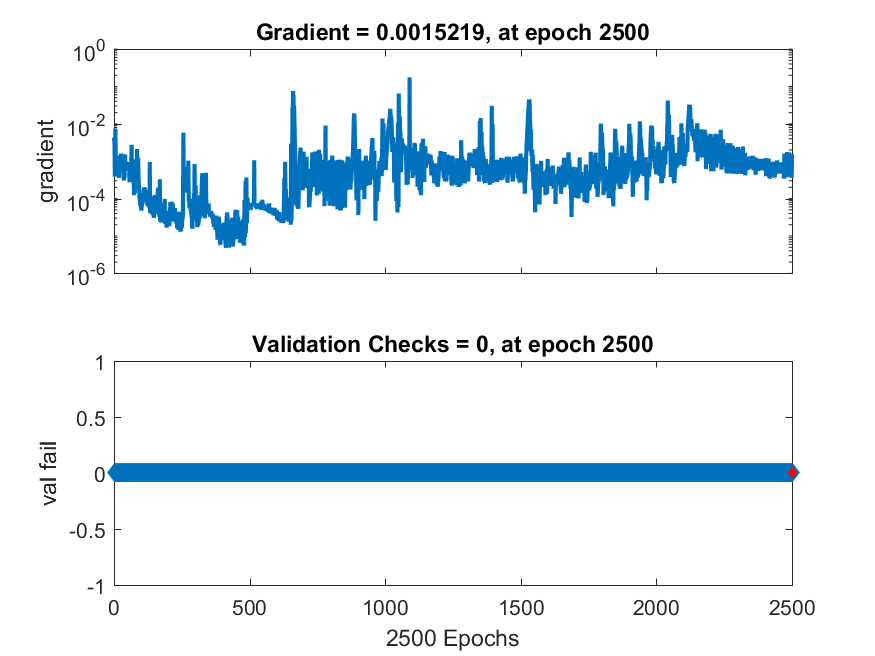 Gradient = 0.0015219, at epoch 2500
10^0
10^-2
10^-4
10^-6
gradient
Validation Checks = 0, at epoch 2500
1
0.5
0
-0.5
-1
val fail
0 500 1000 1500 2000 2500
2500 Epochs